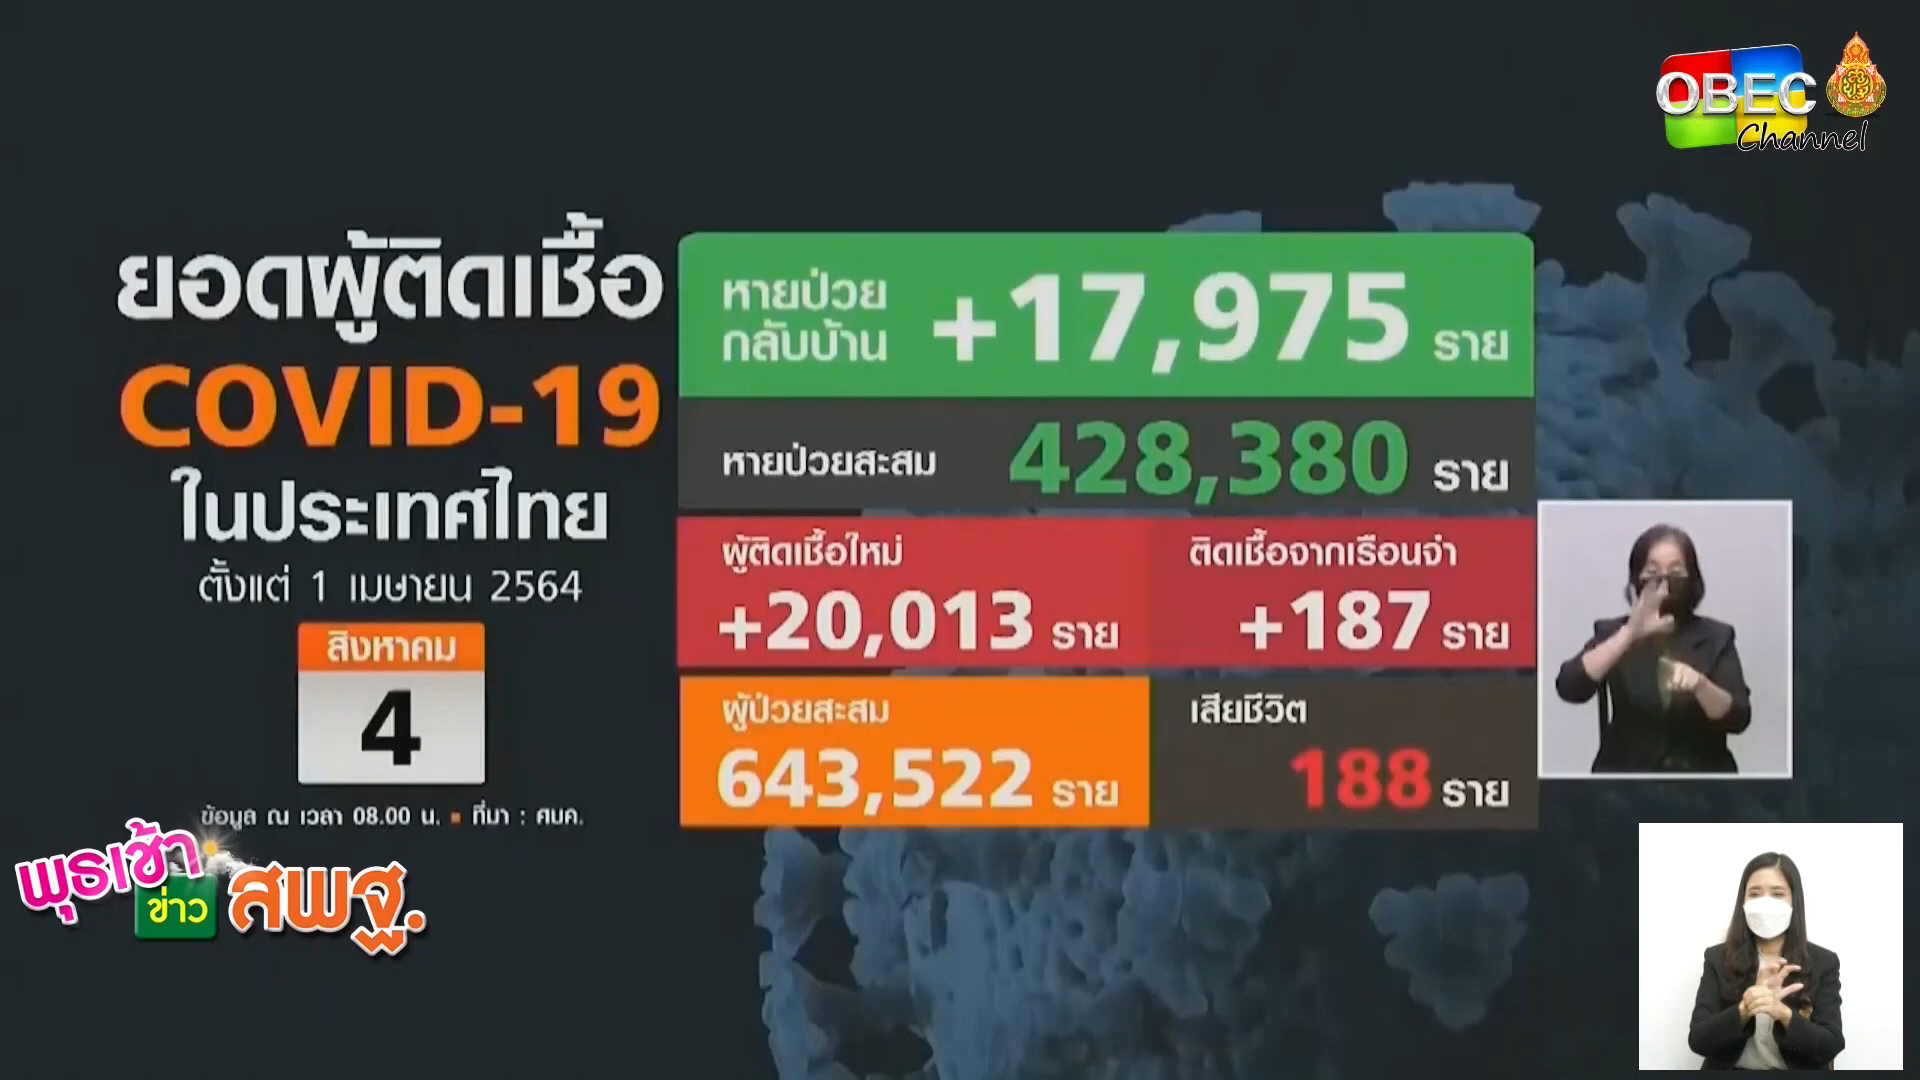 OBEC
Channel
ยอดผู้ติดเชื้อ
COVID-19
ในประเทศไทย
ตั้งแต่ 1 เมษายน 2564
สิงหาคม
4
ข้อมูล ณ เวลา 08.00 น. ▪ ที่มา : ศบค.
หายป่วย
กลับบ้าน +17,975 ราย
หายป่วยสะสม 428,380 ราย
ผู้ติดเชื้อใหม่
+20,013 ราย
ติดเชื้อจากเรือนจำ
+187 ราย
ผู้ป่วยสะสม
643,522 ราย
เสียชีวิต
188 ราย
พุธเช้า
ข่าว
สพฐ.